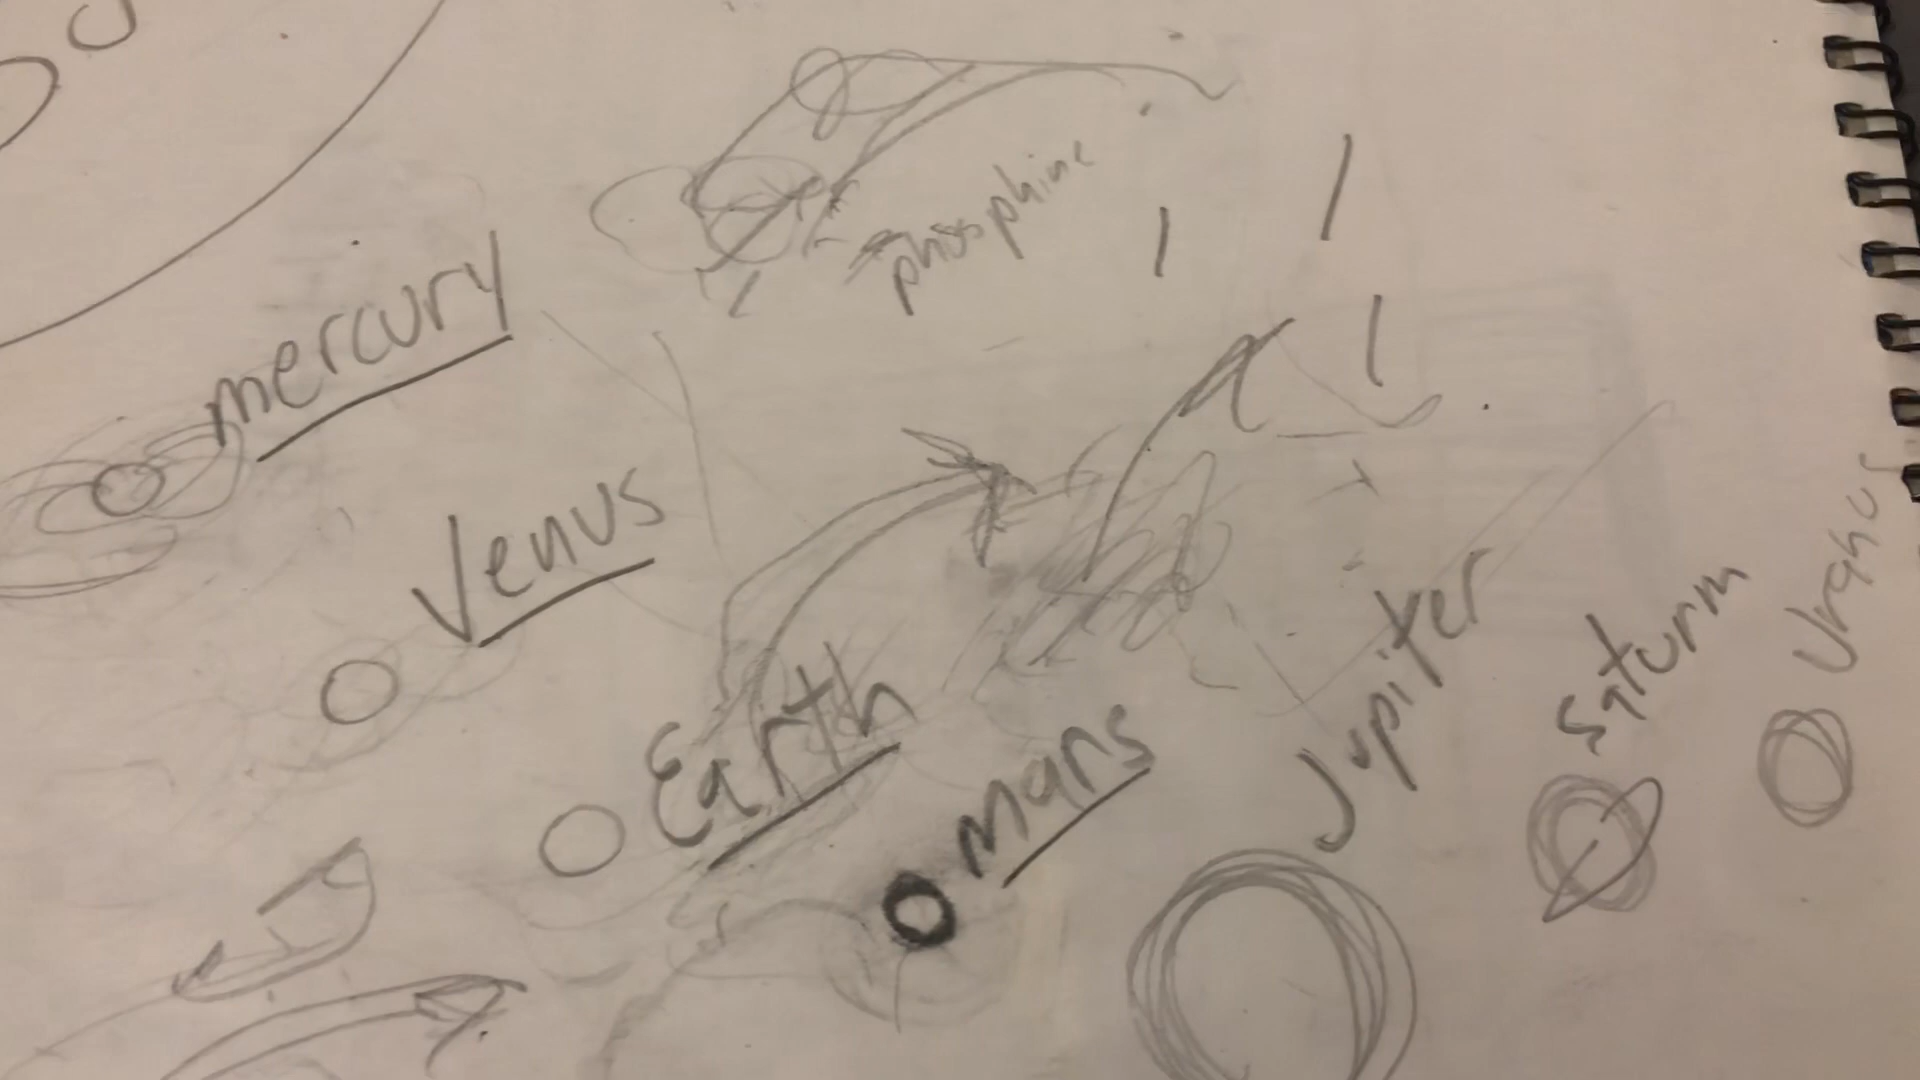 phosphine
mercury
Venus
Earth
mars
Jupiter
Saturn
Uranus